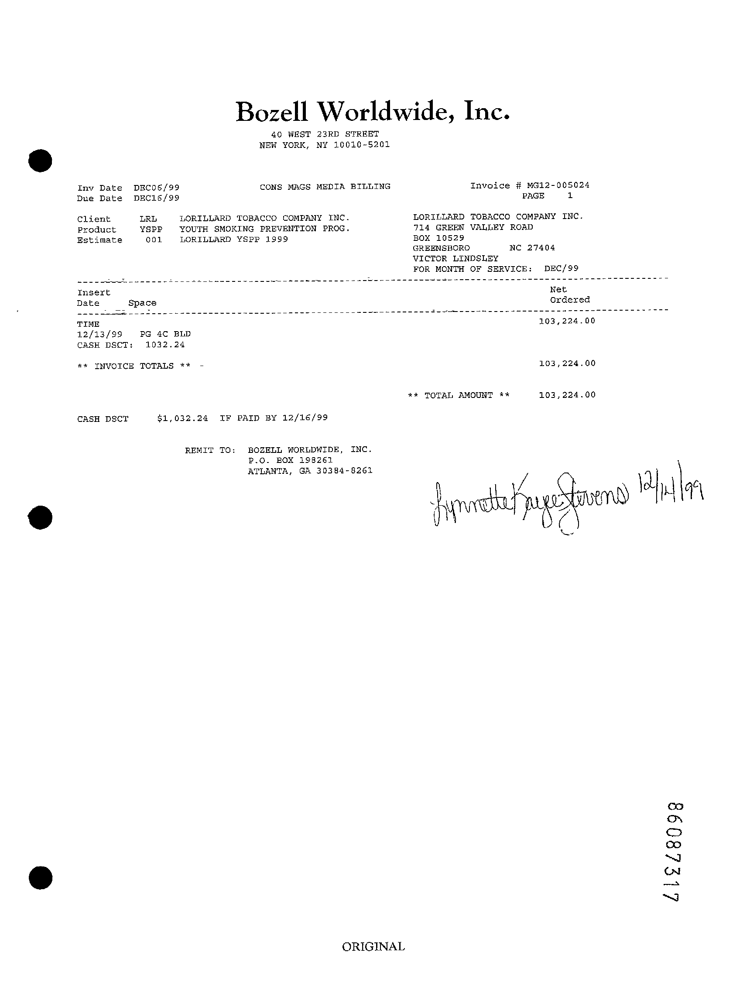 Bozell Worldwide, Inc.
40 WEST 23RD STREET
NEW YORK, NY 10010-5201
Inv Date DEC06/99 CONS MAGS MEDIA BILLING Invoice # MG12-005024
Due Date DEC16/99 PAGE 1
Client LRL LORILLARD TOBACCO COMPANY INC. LORILLARD TOBACCO COMPANY INC.
Product YSPP YOUTH SMOKING PREVENTION PROG. 714 GREEN VALLEY ROAD
Estimate 001 LORILLARD YSPP 1999 BOX 10529
GREENSBORO NC 27404
VICTOR LINDSLEY
FOR MONTH OF SERVICE: DEC/99
Insert Net
Date Space Ordered
TIME 103,224.00
12/13/99 PG 4C BLD
CASH DSCT: 1032.24
** INVOICE TOTALS ** - 103,224.00
** TOTAL AMOUNT ** 103,224.00
CASH DSCT $1,032.24 IF PAID BY 12/16/99
REMIT TO: BOZELL WORLDWIDE, INC.
P.O. BOX 198261
ATLANTA, GA 30384-8261
Lynnette Kaye Stevens 12/14/99
86087317
ORIGINAL